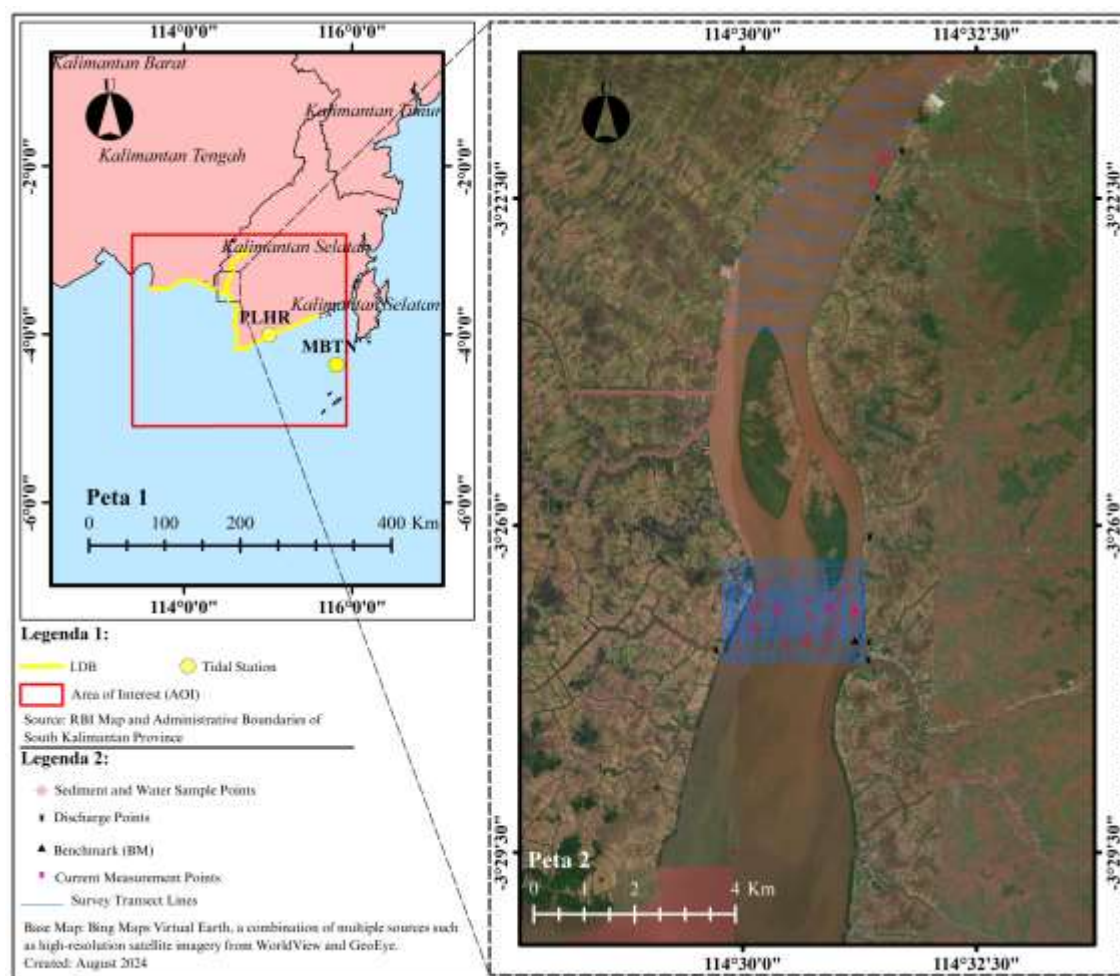 114°0'0"
116°0'0"
Kalimantan Barat
Kalimantan Timur
Kalimantan Tengah
Kalimantan Selatan
Kalimantan Selatan
PLHR
MBTN
-2°0'0"
-4°0'0"
-6°0'0"
-2°0'0"
-4°0'0"
-6°0'0"
Peta 1
0 100 200 400 Km
114°0'0"
116°0'0"
Legenda 1:
LDB
Tidal Station
Area of Interest (AOI)
Source: RBI Map and Administrative Boundaries of
South Kalimantan Province
Legenda 2:
Sediment and Water Sample Points
Discharge Points
Benchmark (BM)
Current Measurement Points
Survey Transect Lines
Base Map: Bing Maps Virtual Earth, a combination of multiple sources such
as high-resolution satellite imagery from WorldView and GeoEye.
Created: August 2024
114°30'0"
114°32'30"
-3°22'30"
-3°26'0"
-3°29'30"
-3°22'30"
-3°26'0"
-3°29'30"
Peta 2
0 1 2 4 Km
114°30'0"
114°32'30"